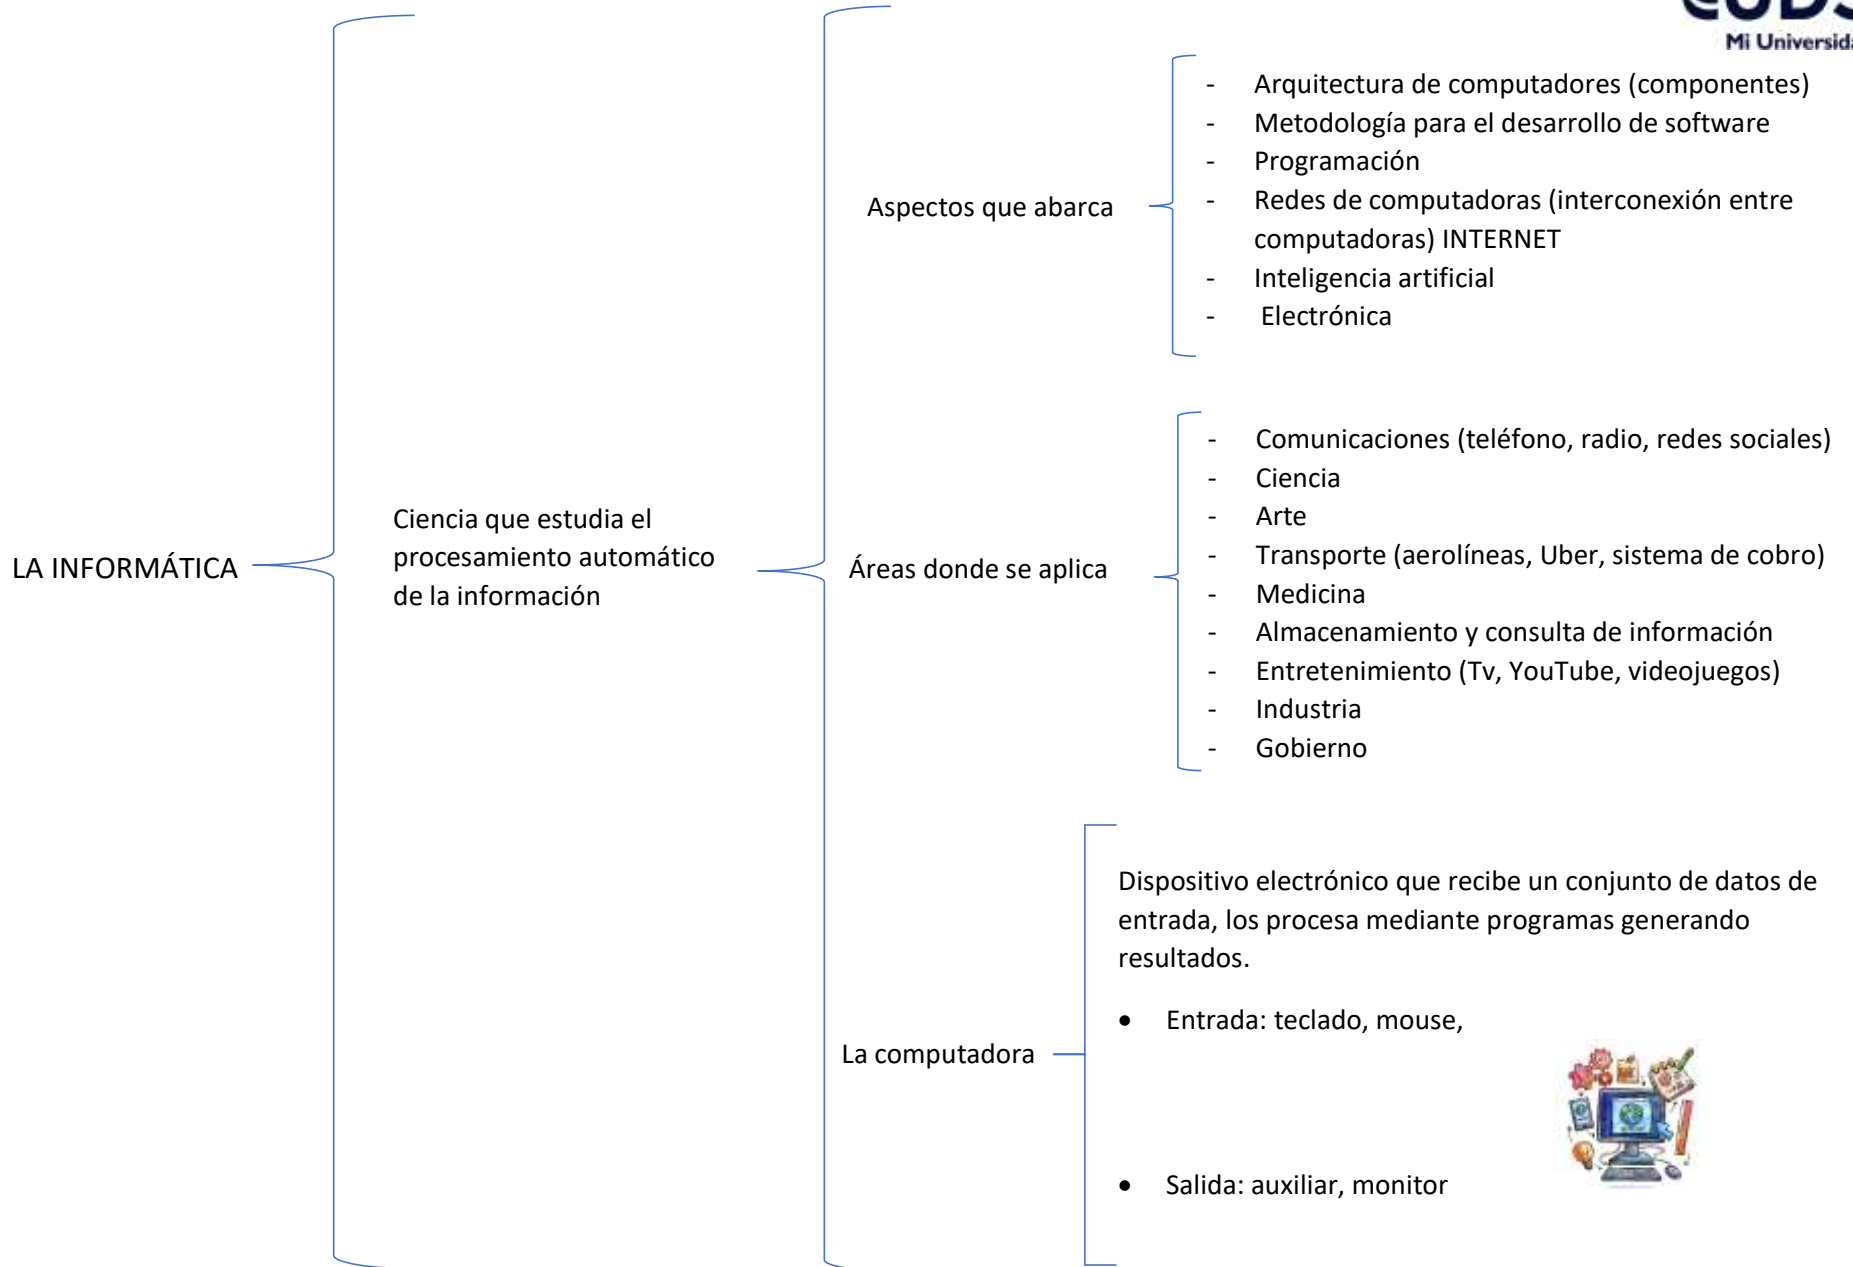 Mi Universida
- Arquitectura de computadores (componentes)
- Metodología para el desarrollo de software
- Programación
- Redes de computadoras (interconexión entre
computadoras) INTERNET
- Inteligencia artificial
- Electrónica
Aspectos que abarca
- Comunicaciones (teléfono, radio, redes sociales)
- Ciencia
- Arte
- Transporte (aerolíneas, Uber, sistema de cobro)
- Medicina
- Almacenamiento y consulta de información
- Entretenimiento (Tv, YouTube, videojuegos)
- Industria
- Gobierno
LA INFORMÁTICA
Ciencia que estudia el
procesamiento automático
de la información
Áreas donde se aplica
Dispositivo electrónico que recibe un conjunto de datos de
entrada, los procesa mediante programas generando
resultados.
• Entrada: teclado, mouse,
La computadora
• Salida: auxiliar, monitor